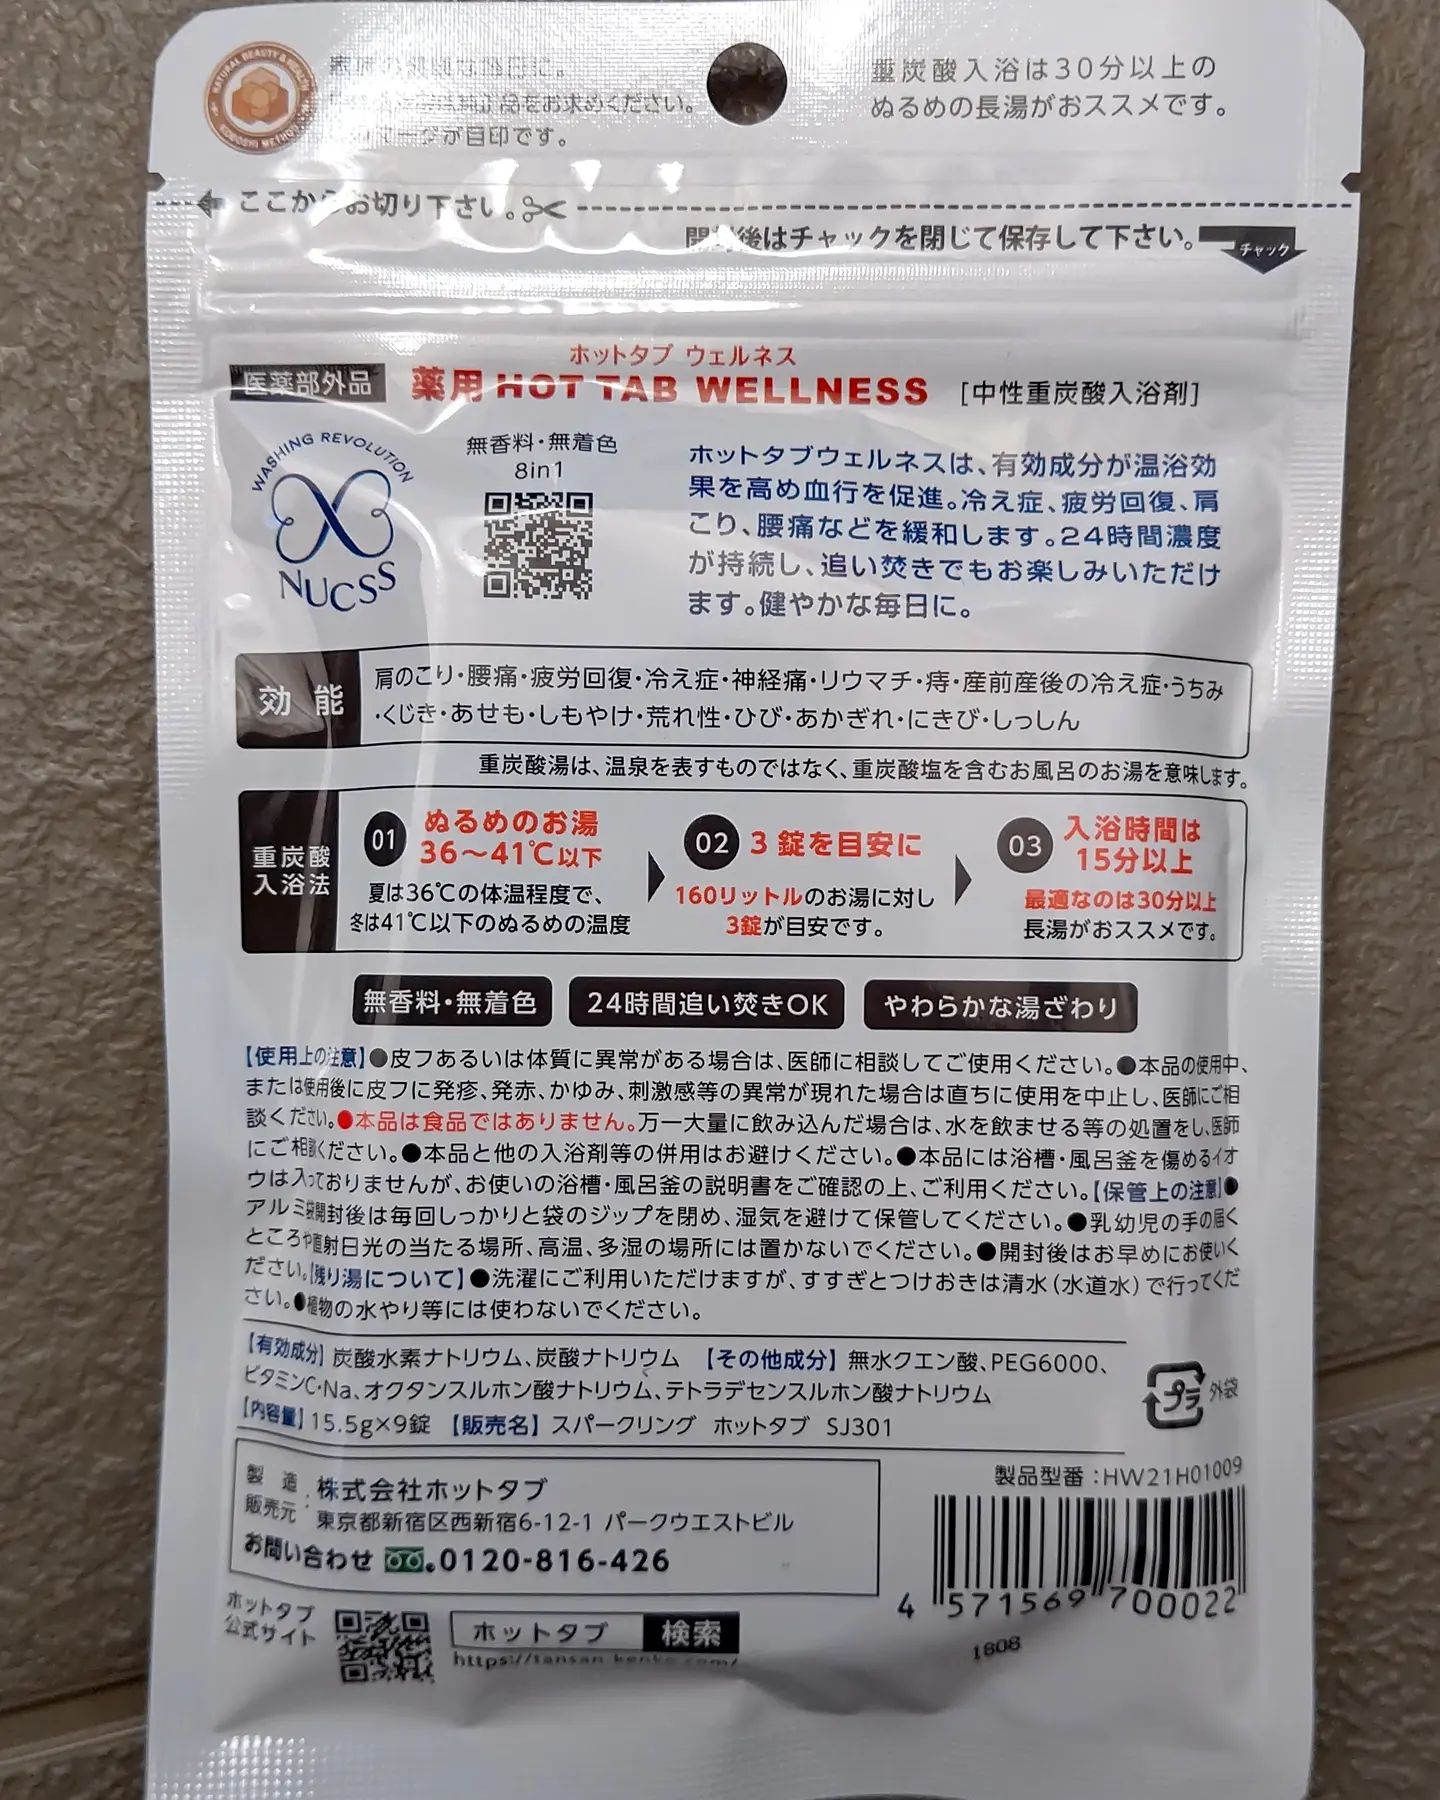 NATURAL BEAUTY & HEALTH
をお求めください。
が目印です。
重炭酸入浴は30分以上の
ぬるめの長湯がおススメです。
ここからお切り下さい。
開封後はチャックを閉じて保存して下さい。
チャック
ホットタブ ウェルネス
医薬部外品 薬用 HOT TAB WELLNESS [中性重炭酸入浴剤]
WASHING REVOLUTION
NUCSS
無香料・無着色
8in1
ホットタブウェルネスは、有効成分が温浴効
果を高め血行を促進。冷え症、疲労回復、肩
こり、腰痛などを緩和します。24時間濃度
が持続し、追い焚きでもお楽しみいただけ
ます。健やかな毎日に。
効 能
肩のこり・腰痛・疲労回復・冷え症・神経痛・リウマチ・痔・産前産後の冷え症・うちみ
・くじき・あせも・しもやけ・荒れ性・ひび・あかぎれ・にきび・しっしん
重炭酸湯は、温泉を表すものではなく、重炭酸塩を含むお風呂のお湯を意味します。
重炭酸
入浴法
01 ぬるめのお湯
36〜41℃以下
夏は36℃の体温程度で、
冬は41℃以下のぬるめの温度
02 3 錠を目安に
160リットルのお湯に対し
3錠が目安です。
03 入浴時間は
15分以上
最適なのは30分以上
長湯がおススメです。
無香料・無着色 24時間追い焚きOK やわらかな湯ざわり
【使用上の注意】●皮フあるいは体質に異常がある場合は、医師に相談してご使用ください。●本品の使用中、
または使用後に皮フに発疹、発赤、かゆみ、刺激感等の異常が現れた場合は直ちに使用を中止し、医師にご相
談ください。●本品は食品ではありません。万一大量に飲み込んだ場合は、水を飲ませる等の処置をし、医師
にご相談ください。●本品と他の入浴剤等の併用はお避けください。●本品には浴槽・風呂釜を傷めるイオ
ウは入っておりませんが、お使いの浴槽・風呂釜の説明書をご確認の上、ご利用ください。【保管上の注意】●
アルミ袋開封後は毎回しっかりと袋のジップを閉め、湿気を避けて保管してください。●乳幼児の手の届く
ところや直射日光の当たる場所、高温、多湿の場所には置かないでください。●開封後はお早めにお使いく
ださい。【残り湯について】●洗濯にご利用いただけますが、すすぎとつけおきは清水(水道水)で行ってくだ
さい。●植物の水やり等には使わないでください。
【有効成分】炭酸水素ナトリウム、炭酸ナトリウム 【その他成分】無水クエン酸、PEG6000、
ビタミンC・Na、オクタンスルホン酸ナトリウム、テトラデセンスルホン酸ナトリウム
【内容量】15.5g×9錠 【販売名】スパークリング ホットタブ SJ301
プラ 外袋
製 造
販売元 : 株式会社ホットタブ
東京都新宿区西新宿6-12-1 パークウエストビル
お問い合わせ 0120-816-426
製品型番:HW21H01009
4 571569 700022
1808
ホットタブ
公式サイト
ホットタブ 検索
https://tansan-kenko.com/